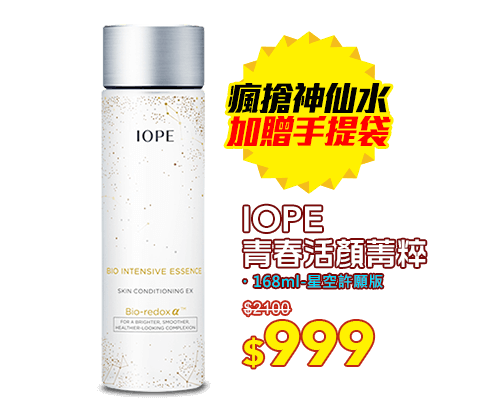 IOPE
BIO INTENSIVE ESSENCE
SKIN CONDITIONING EX
Bio-redox α™
FOR A BRIGHTER, SMOOTHER,
HEALTHIER-LOOKING COMPLEXION
瘋搶神仙水
加贈手提袋
IOPE
青春活顏菁粹
·168ml-星空許願版
$2400
$999